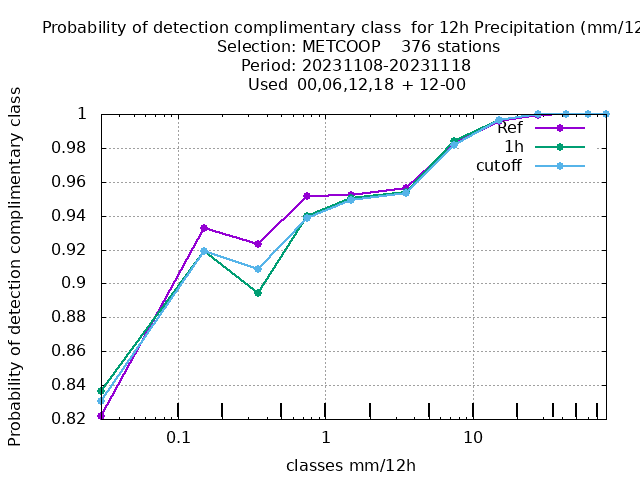 Probability of detection complimentary class  for 12h Precipitation (mm/12
Selection: METCOOP    376 stations
Period: 20231108-20231118
Used  00,06,12,18  + 12-00
Probability of detection complimentary class
1
0.98
0.96
0.94
0.92
0.9
0.88
0.86
0.84
0.82
Ref
1h
cutoff
0.1
1
10
classes mm/12h